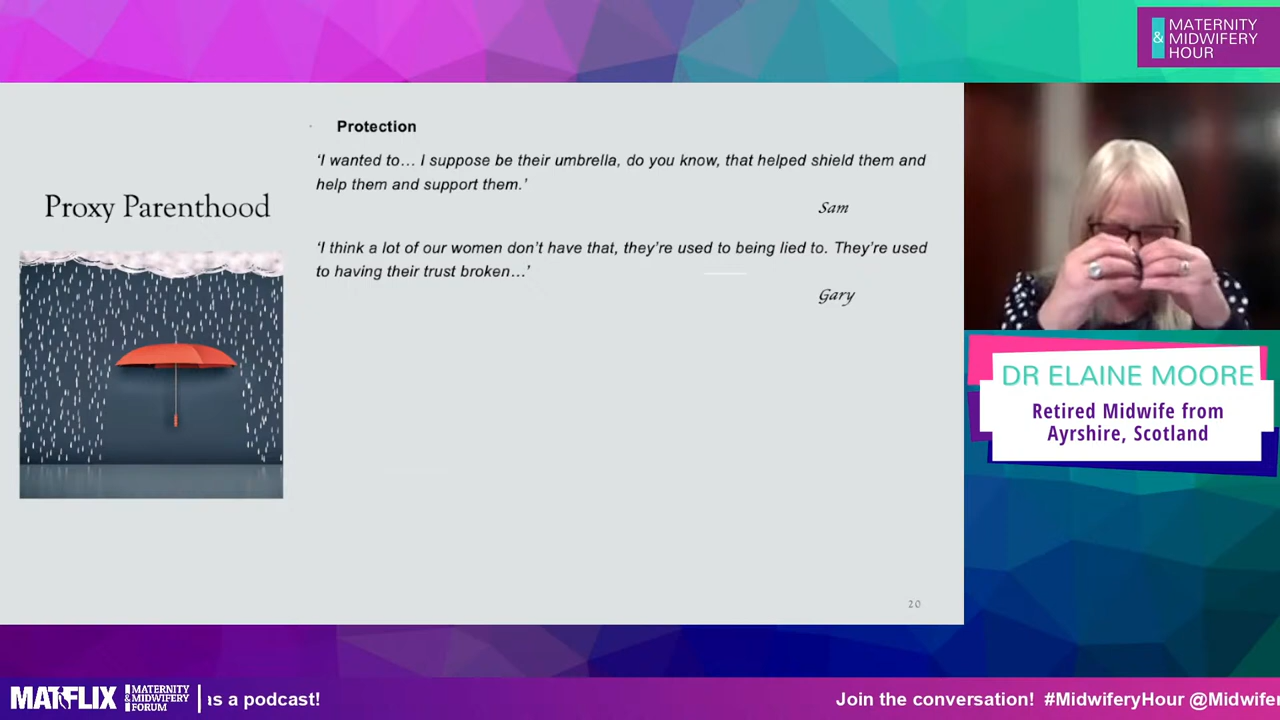 & MATERNITY
MIDWIFERY
HOUR
Protection
‘I wanted to… I suppose be their umbrella, do you know, that helped shield them and
help them and support them.’
Sam
Proxy Parenthood
‘I think a lot of our women don’t have that, they’re used to being lied to. They’re used
to having their trust broken…’
Gary
20
DR ELAINE MOORE
Retired Midwife from
Ayrshire, Scotland
MATFLIX
MATERNITY
& MIDWIFERY
FORUM
as a podcast!
Join the conversation! #MidwiferyHour @Midwifer